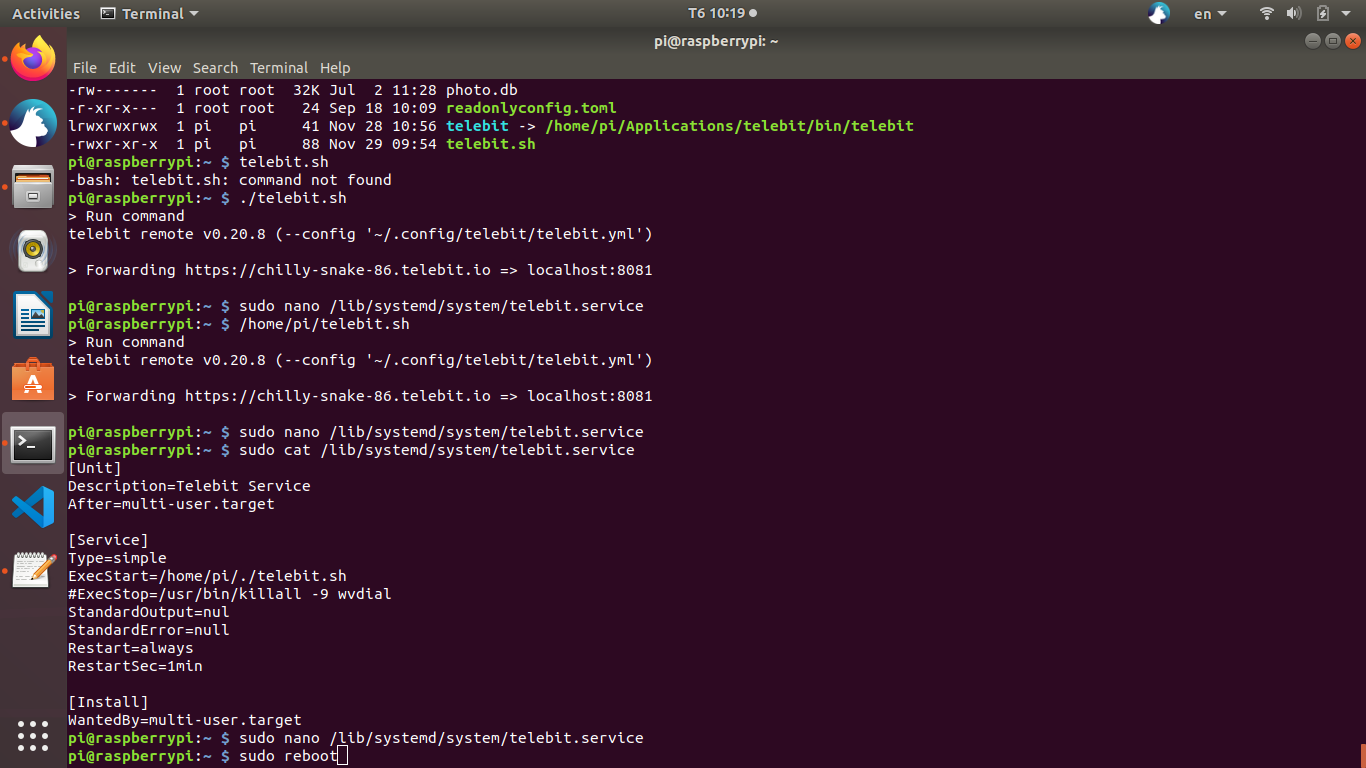 Activities
Terminal
T6 10:19
en
pi@raspberrypi: ~
File Edit View Search Terminal Help
-rw-------  1 root root  32K Jul  2 11:28 photo.db
-r-xr-x---  1 root root   24 Sep 18 10:09 readonlyconfig.toml
lrwxrwxrwx  1 pi   pi     41 Nov 28 10:56 telebit -> /home/pi/Applications/telebit/bin/telebit
-rwxr-xr-x  1 pi   pi     88 Nov 29 09:54 telebit.sh
pi@raspberrypi:~ $ telebit.sh
-bash: telebit.sh: command not found
pi@raspberrypi:~ $ ./telebit.sh
> Run command
telebit remote v0.20.8 (--config '~/.config/telebit/telebit.yml')
> Forwarding https://chilly-snake-86.telebit.io => localhost:8081
pi@raspberrypi:~ $ sudo nano /lib/systemd/system/telebit.service
pi@raspberrypi:~ $ /home/pi/telebit.sh
> Run command
telebit remote v0.20.8 (--config '~/.config/telebit/telebit.yml')
> Forwarding https://chilly-snake-86.telebit.io => localhost:8081
pi@raspberrypi:~ $ sudo nano /lib/systemd/system/telebit.service
pi@raspberrypi:~ $ sudo cat /lib/systemd/system/telebit.service
[Unit]
Description=Telebit Service
After=multi-user.target
[Service]
Type=simple
ExecStart=/home/pi/./telebit.sh
#ExecStop=/usr/bin/killall -9 wvdial
StandardOutput=nul
StandardError=null
Restart=always
RestartSec=1min
[Install]
WantedBy=multi-user.target
pi@raspberrypi:~ $ sudo nano /lib/systemd/system/telebit.service
pi@raspberrypi:~ $ sudo reboot